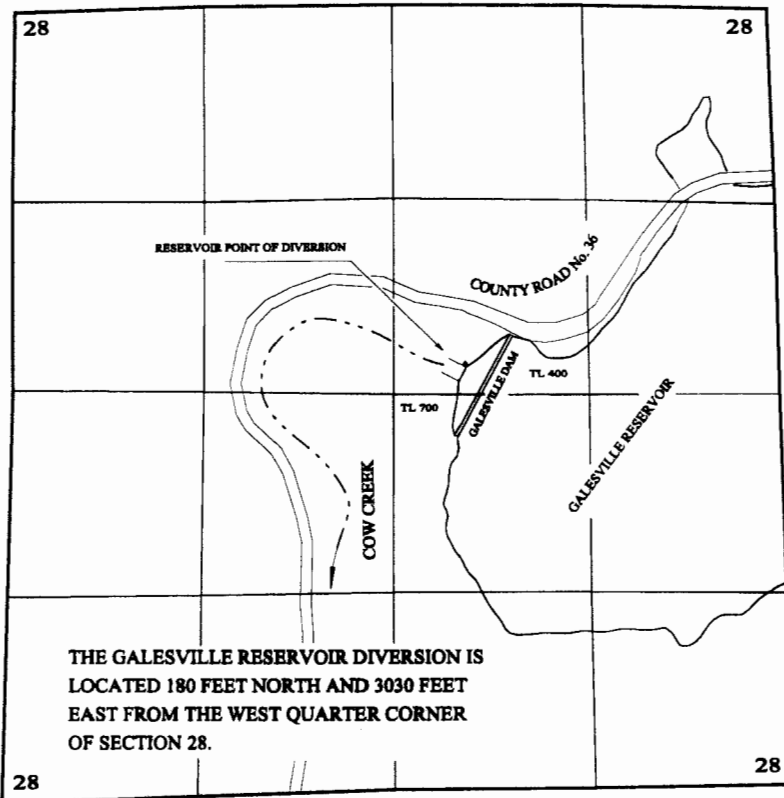 28
28
RESERVOIR POINT OF DIVERSION
COUNTY ROAD No. 36
TL 400
TL 700
GALESVILLE DAM
GALESVILLE RESERVOIR
COW CREEK
THE GALESVILLE RESERVOIR DIVERSION IS
LOCATED 180 FEET NORTH AND 3030 FEET
EAST FROM THE WEST QUARTER CORNER
OF SECTION 28.
28
28